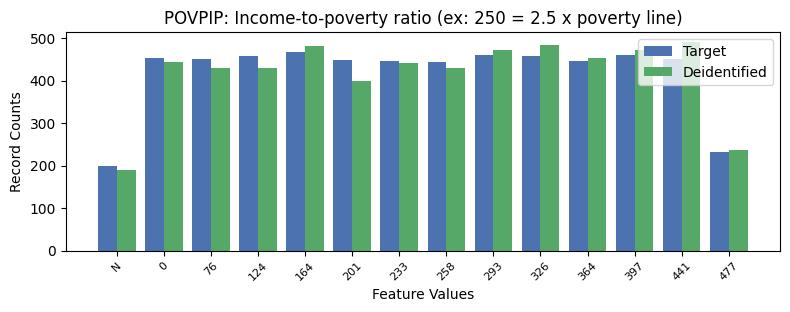 POVPIP: Income-to-poverty ratio (ex: 250 = 2.5 x poverty line)
Target
Deidentified
Record Counts
500
400
300
200
100
0
N 0 76 124 164 201 233 258 293 326 364 397 441 477
Feature Values